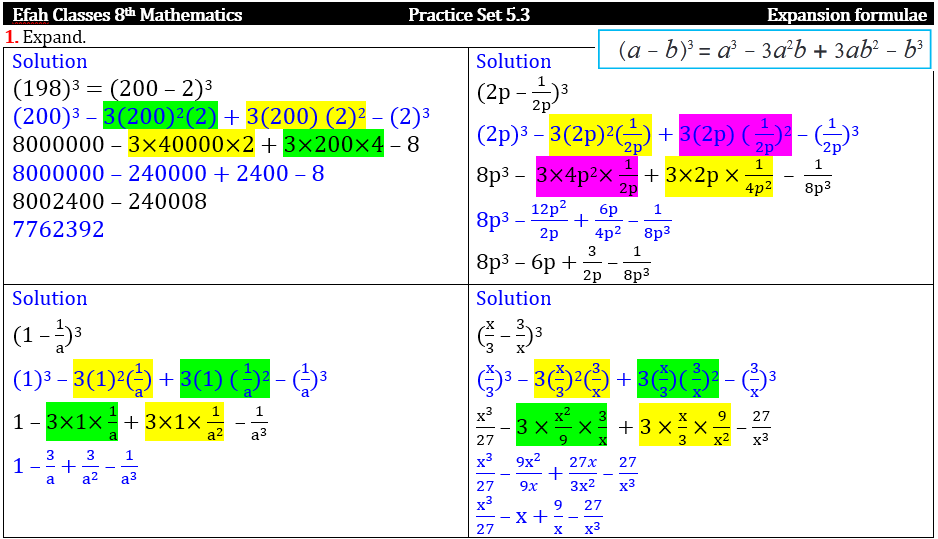 Efah Classes 8th Mathematics Practice Set 5.3 Expansion formulae
1. Expand.
(a – b)³ = a³ – 3a²b + 3ab² – b³
Solution
(198)³ = (200 – 2)³
(200)³ – 3(200)²(2) + 3(200) (2)² – (2)³
8000000 – 3×40000×2 + 3×200×4 – 8
8000000 – 240000 + 2400 – 8
8002400 – 240008
7762392
Solution
(2p – 1/2p)³
(2p)³ – 3(2p)²(1/2p) + 3(2p) (1/2p)² – (1/2p)³
8p³ – 3×4p²× 1/2p + 3×2p × 1/4p² – 1/8p³
8p³ – 12p²/2p + 6p/4p² – 1/8p³
8p³ – 6p + 3/2p – 1/8p³
Solution
(1 – 1/a)³
(1)³ – 3(1)²(1/a) + 3(1) (1/a)² – (1/a)³
1 – 3×1× 1/a + 3×1× 1/a² – 1/a³
1 – 3/a + 3/a² – 1/a³
Solution
(x/3 – 3/x)³
(x/3)³ – 3(x/3)²(3/x) + 3(x/3)(3/x)² – (3/x)³
x³/27 – 3 × x²/9 × 3/x + 3 × x/3 × 9/x² – 27/x³
x³/27 – 9x²/9x + 27x/3x² – 27/x³
x³/27 – x + 9/x – 27/x³